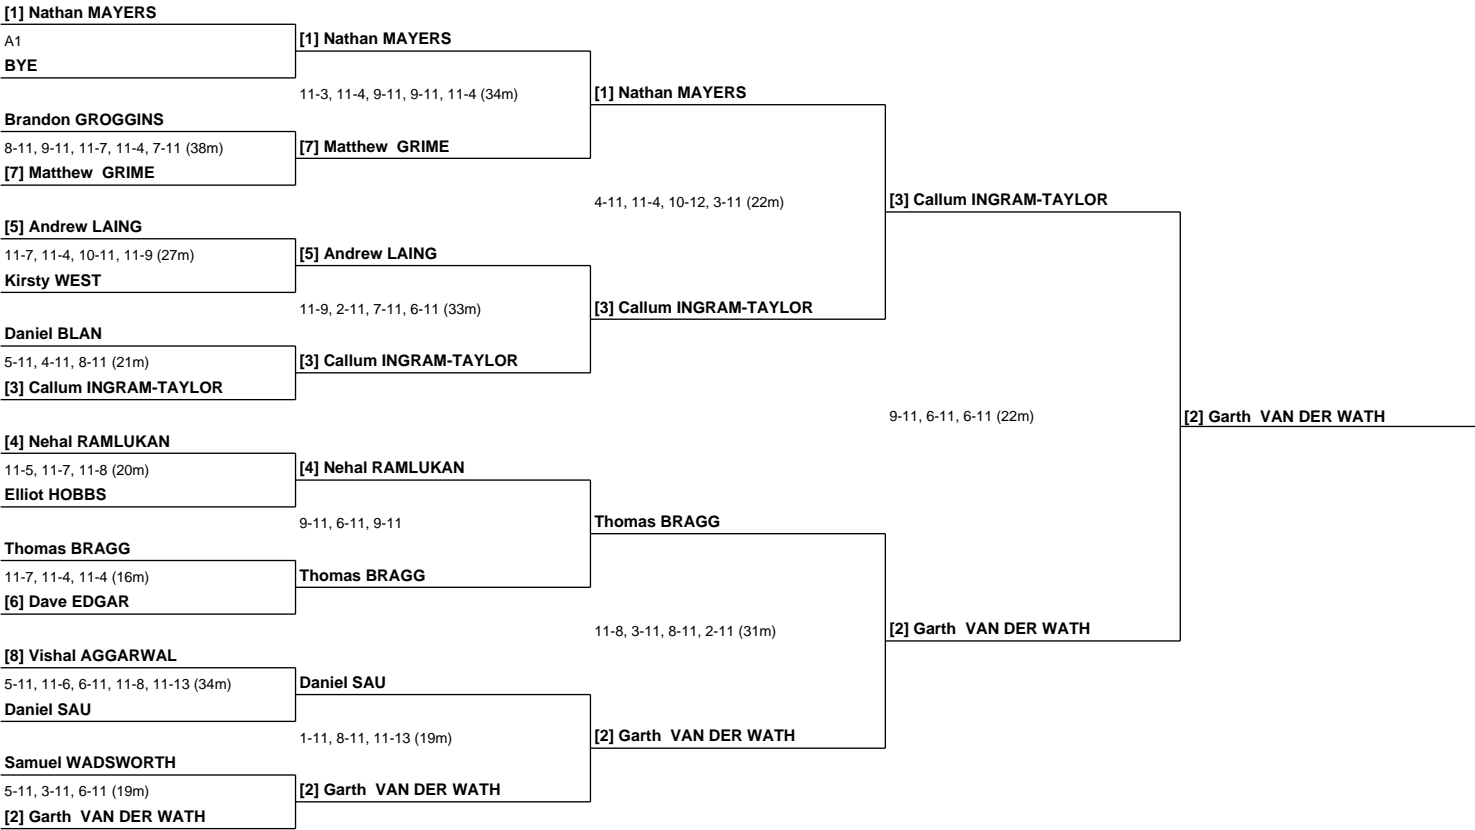 [1] Nathan MAYERS
A1
BYE
Brandon GROGGINS
8-11, 9-11, 11-7, 11-4, 7-11 (38m)
[7] Matthew  GRIME
[5] Andrew LAING
11-7, 11-4, 10-11, 11-9 (27m)
Kirsty WEST
Daniel BLAN
5-11, 4-11, 8-11 (21m)
[3] Callum INGRAM-TAYLOR
[4] Nehal RAMLUKAN
11-5, 11-7, 11-8 (20m)
Elliot HOBBS
Thomas BRAGG
11-7, 11-4, 11-4 (16m)
[6] Dave EDGAR
[8] Vishal AGGARWAL
5-11, 11-6, 6-11, 11-8, 11-13 (34m)
Daniel SAU
Samuel WADSWORTH
5-11, 3-11, 6-11 (19m)
[2] Garth  VAN DER WATH
[1] Nathan MAYERS
11-3, 11-4, 9-11, 9-11, 11-4 (34m)
[7] Matthew  GRIME
[5] Andrew LAING
11-9, 2-11, 7-11, 6-11 (33m)
[3] Callum INGRAM-TAYLOR
[4] Nehal RAMLUKAN
9-11, 6-11, 9-11
Thomas BRAGG
Daniel SAU
1-11, 8-11, 11-13 (19m)
[2] Garth  VAN DER WATH
[1] Nathan MAYERS
4-11, 11-4, 10-12, 3-11 (22m)
[3] Callum INGRAM-TAYLOR
Thomas BRAGG
11-8, 3-11, 8-11, 2-11 (31m)
[2] Garth  VAN DER WATH
[3] Callum INGRAM-TAYLOR
9-11, 6-11, 6-11 (22m)
[2] Garth  VAN DER WATH
[2] Garth  VAN DER WATH